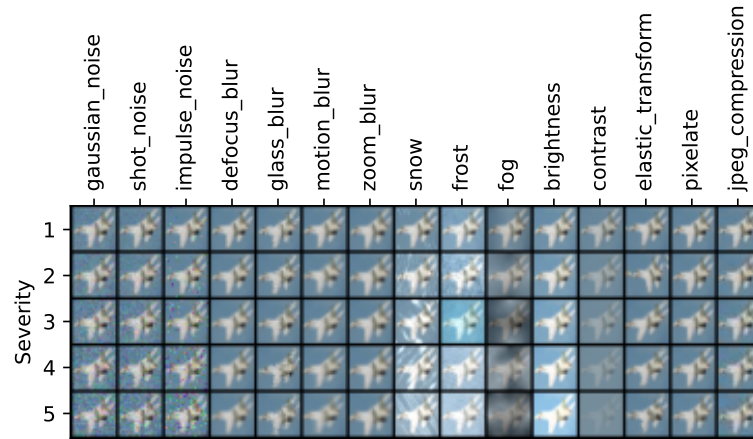 gaussian_noise
shot_noise
impulse_noise
defocus_blur
glass_blur
motion_blur
zoom_blur
snow
frost
fog
brightness
contrast
elastic_transform
pixelate
jpeg_compression
Severity
1
2
3
4
5